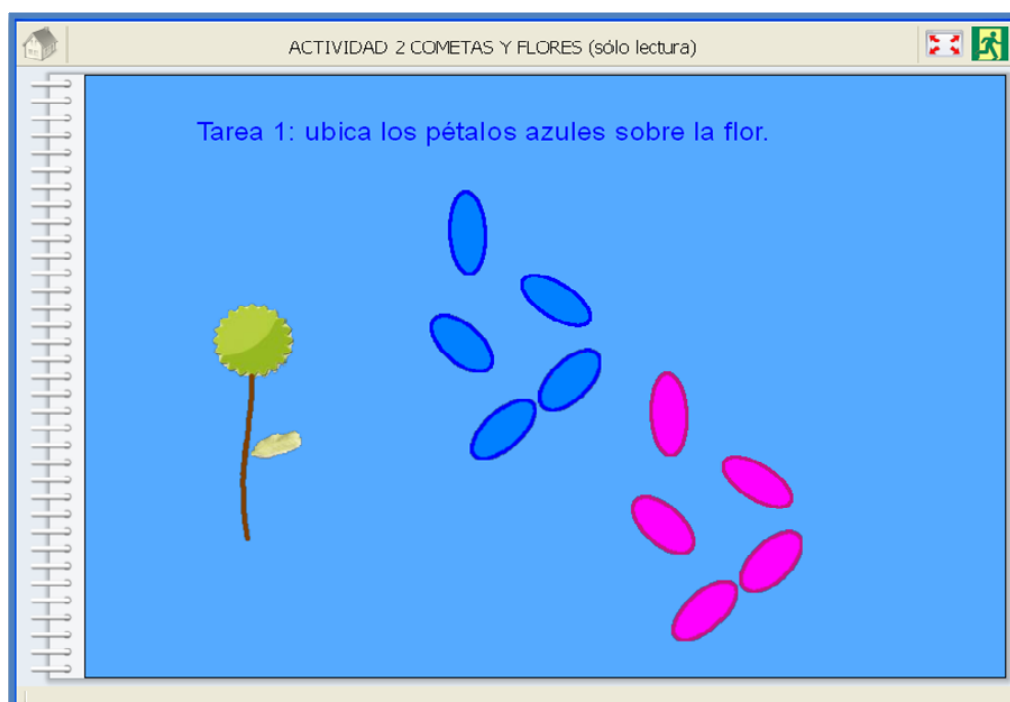 ACTIVIDAD 2 COMETAS Y FLORES (sólo lectura)
Tarea 1: ubica los pétalos azules sobre la flor.